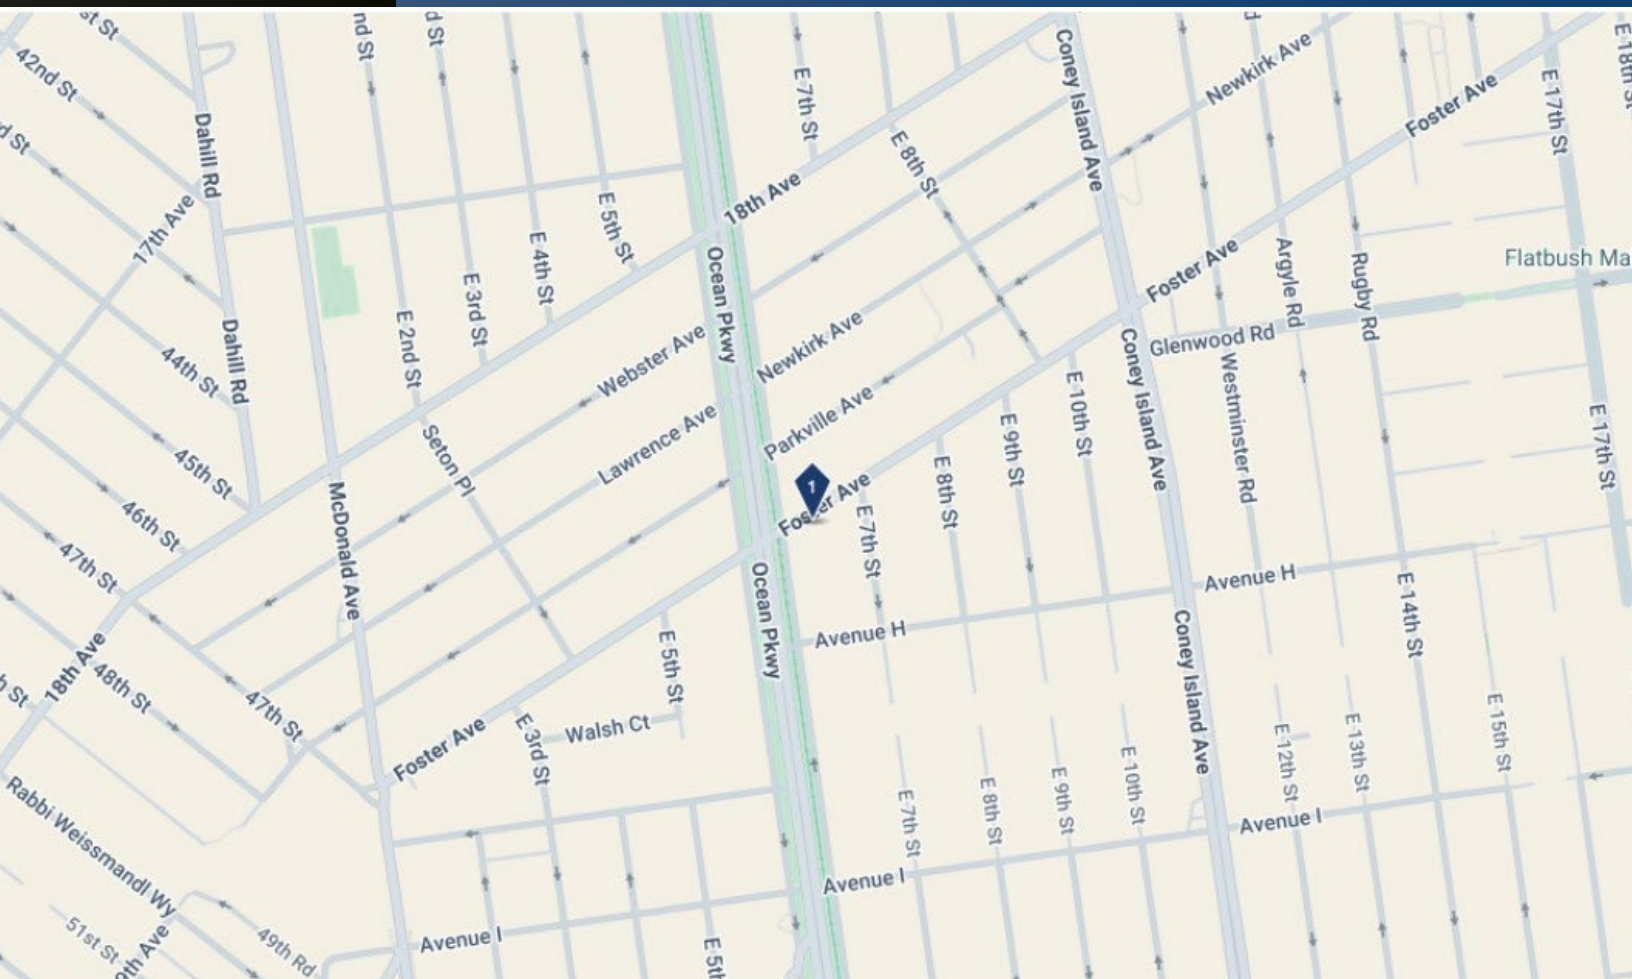 42nd St
Dahill Rd
17th Ave
E 7th St
Coney Island Ave
Newkirk Ave
Foster Ave
E 17th St
E 18th St
E 8th St
18th Ave
E 5th St
E 4th St
E 3rd St
E 2nd St
Ocean Pkwy
Foster Ave
Argyle Rd
Rugby Rd
Flatbush Ma
Dahill Rd
44th St
Webster Ave
Newkirk Ave
Glenwood Rd
Coney Island Ave
Westminster Rd
E 10th St
E 9th St
E 17th St
Seton Pl
Lawrence Ave
Parkville Ave
45th St
46th St
47th St
McDonald Ave
1
Foster Ave
E 8th St
E 7th St
Avenue H
Avenue H
E 14th St
Ocean Pkwy
E 5th St
18th Ave
48th St
47th St
Foster Ave
E 3rd St
Walsh Ct
Coney Island Ave
E 12th St
E 13th St
E 15th St
Rabbi Weissmandl Wy
E 7th St
E 8th St
E 9th St
E 10th St
Avenue I
Avenue I
Avenue I
51st St
49th Rd
E 5th